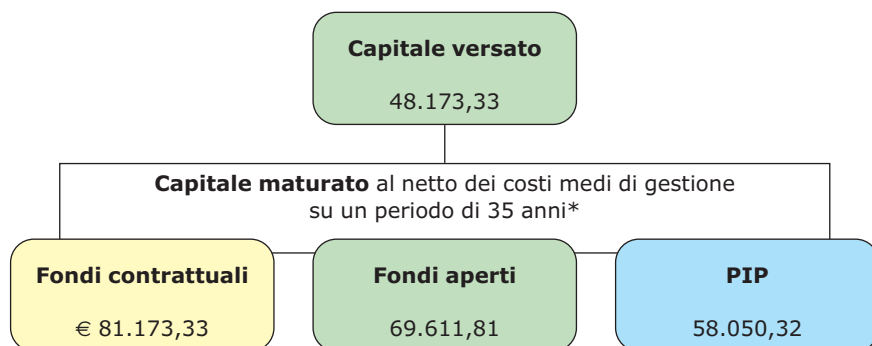 Capitale versato
48.173,33
Capitale maturato al netto dei costi medi di gestione
su un periodo di 35 anni*
Fondi contrattuali
€ 81.173,33
Fondi aperti
69.611,81
PIP
58.050,32